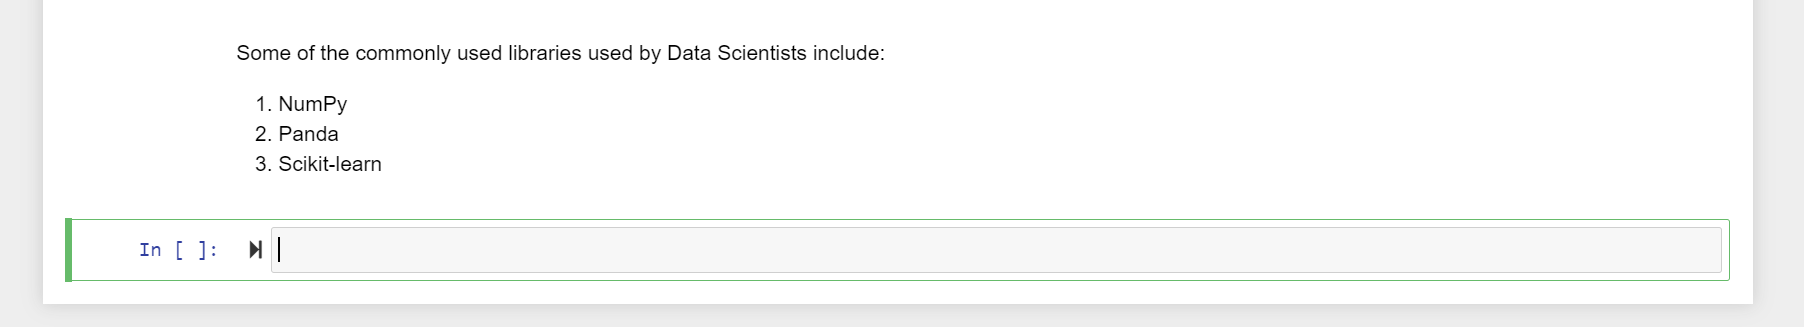 Some of the commonly used libraries used by Data Scientists include:
1. NumPy
2. Panda
3. Scikit-learn
In [ ]: